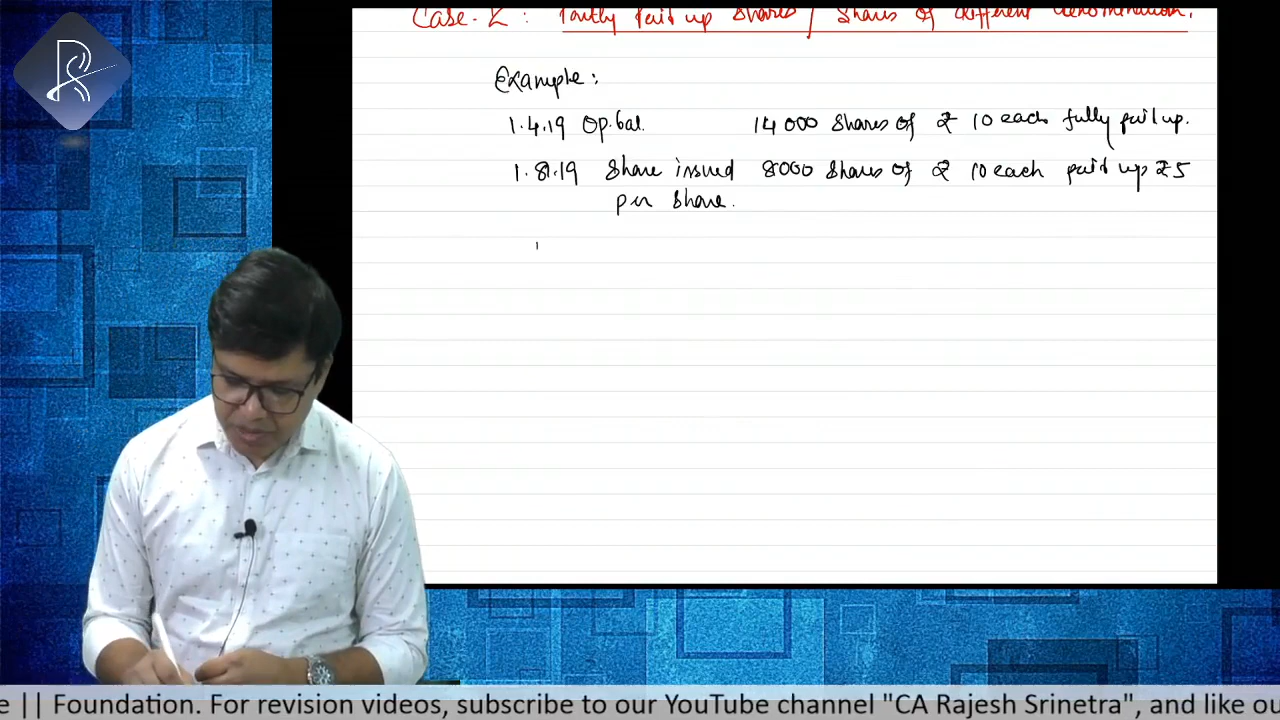 Case-2: Partly paid up Shares / Shares of different denomination.
Example:
1.4.19 Op.bal. 14000 Shares of ₹ 10 each fully paid up.
1.8.19 Share issued 8000 Shares of ₹ 10 each paid up ₹5
per Share.
|| Foundation. For revision videos, subscribe to our YouTube channel "CA Rajesh Srinetra", and like